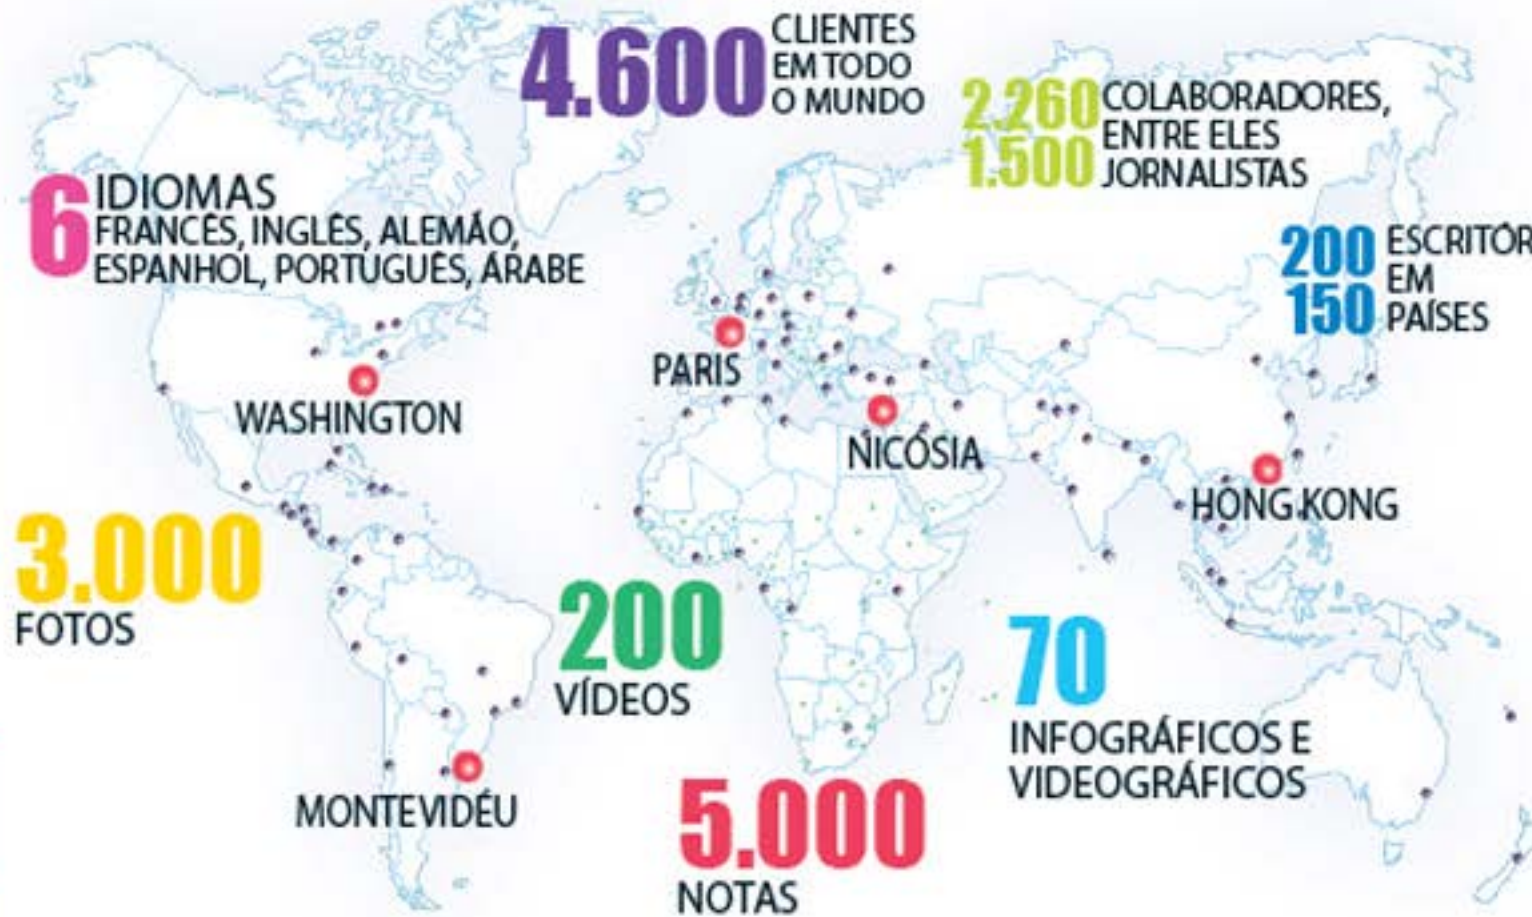 4.600 CLIENTES
EM TODO
O MUNDO
2.260 COLABORADORES,
ENTRE ELES
1.500 JORNALISTAS
6 IDIOMAS
FRANCÊS, INGLÊS, ALEMÃO,
ESPANHOL, PORTUGUÊS, ÁRABE
200 ESCRITÓR
EM
150 PAÍSES
PARIS
WASHINGTON
NICÓSIA
HONG KONG
3.000
FOTOS
200
VÍDEOS
70
INFOGRÁFICOS E
VIDEOGRÁFICOS
MONTEVIDÉU
5.000
NOTAS